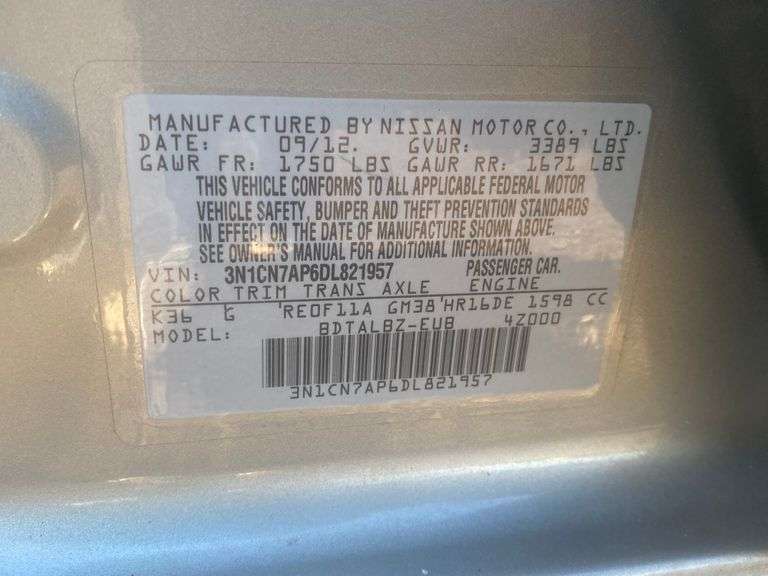 MANUFACTURED BY NISSAN MOTOR CO., LTD.
DATE: 09/12. GVWR: 3389 LBS
GAWR FR: 1750 LBS GAWR RR: 1671 LBS
THIS VEHICLE CONFORMS TO ALL APPLICABLE FEDERAL MOTOR
VEHICLE SAFETY, BUMPER AND THEFT PREVENTION STANDARDS
IN EFFECT ON THE DATE OF MANUFACTURE SHOWN ABOVE.
SEE OWNER'S MANUAL FOR ADDITIONAL INFORMATION.
VIN: 3N1CN7AP6DL821957 PASSENGER CAR.
COLOR TRIM TRANS AXLE ENGINE
K36 G 'RE0F11A GM38'HR16DE 1598 CC
MODEL: BDTALBZ-EUB 4Z000
3N1CN7AP6DL821957